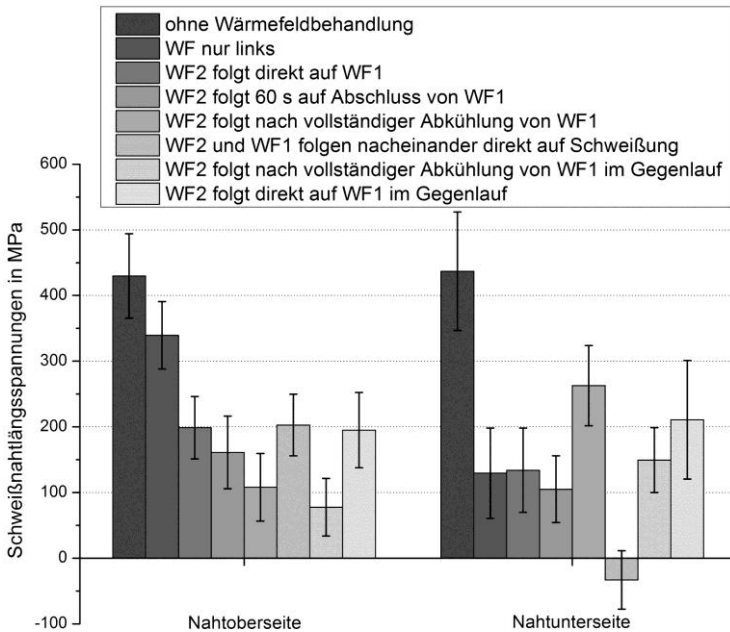 ohne Wärmefeldbehandlung
WF nur links
WF2 folgt direkt auf WF1
WF2 folgt 60 s auf Abschluss von WF1
WF2 folgt nach vollständiger Abkühlung von WF1
WF2 und WF1 folgen nacheinander direkt auf Schweißung
WF2 folgt nach vollständiger Abkühlung von WF1 im Gegenlauf
WF2 folgt direkt auf WF1 im Gegenlauf
Schweißnahtlängsspannungen in MPa
600
500
400
300
200
100
0
-100
Nahtoberseite
Nahtunterseite